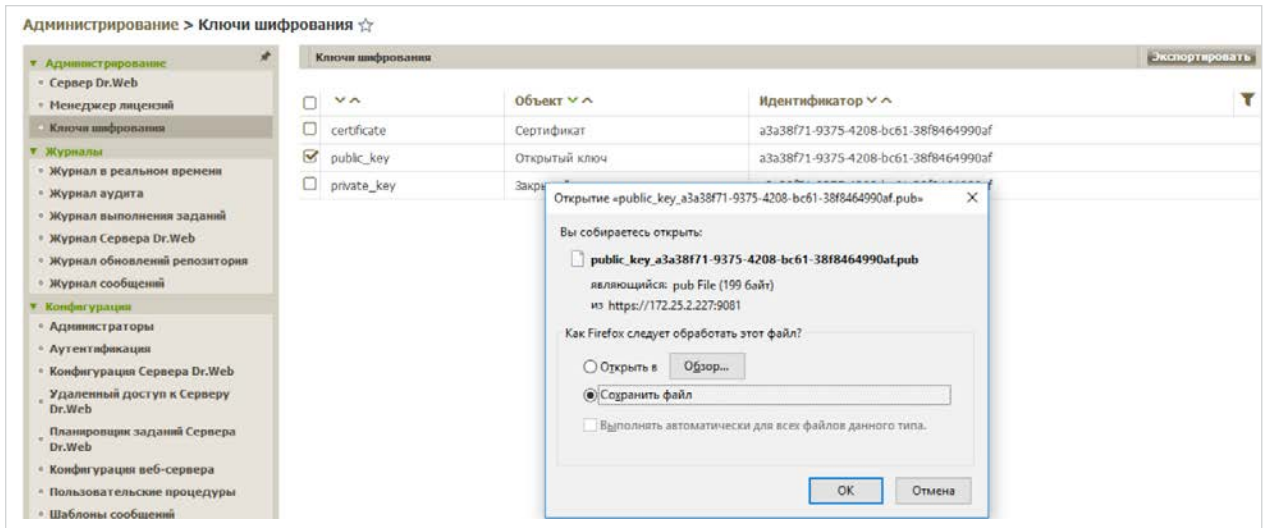 Администрирование > Ключи шифрования
Администрирование
Сервер Dr.Web
Менеджер лицензий
Ключи шифрования
Журналы
Журнал в реальном времени
Журнал аудита
Журнал выполнения заданий
Журнал Сервера Dr.Web
Журнал обновлений репозитория
Журнал сообщений
Конфигурация
Администраторы
Аутентификация
Конфигурация Сервера Dr.Web
Удаленный доступ к Серверу
Dr.Web
Планировщик заданий Сервера
Dr.Web
Конфигурация веб-сервера
Пользовательские процедуры
Шаблоны сообщений
Ключи шифрования Экспортировать
Объект Идентификатор
certificate Сертификат a3a38f71-9375-4208-bc61-38f8464990af
public_key Открытый ключ a3a38f71-9375-4208-bc61-38f8464990af
private_key
Открытие «public_key_a3a38f71-9375-4208-bc61-38f8464990af.pub»
Вы собираетесь открыть:
public_key_a3a38f71-9375-4208-bc61-38f8464990af.pub
являющийся: pub File (199 байт)
из https://172.25.2.227:9081
Как Firefox следует обработать этот файл?
Открыть в Обзор...
Сохранить файл
Выполнять автоматически для всех файлов данного типа.
OK Отмена